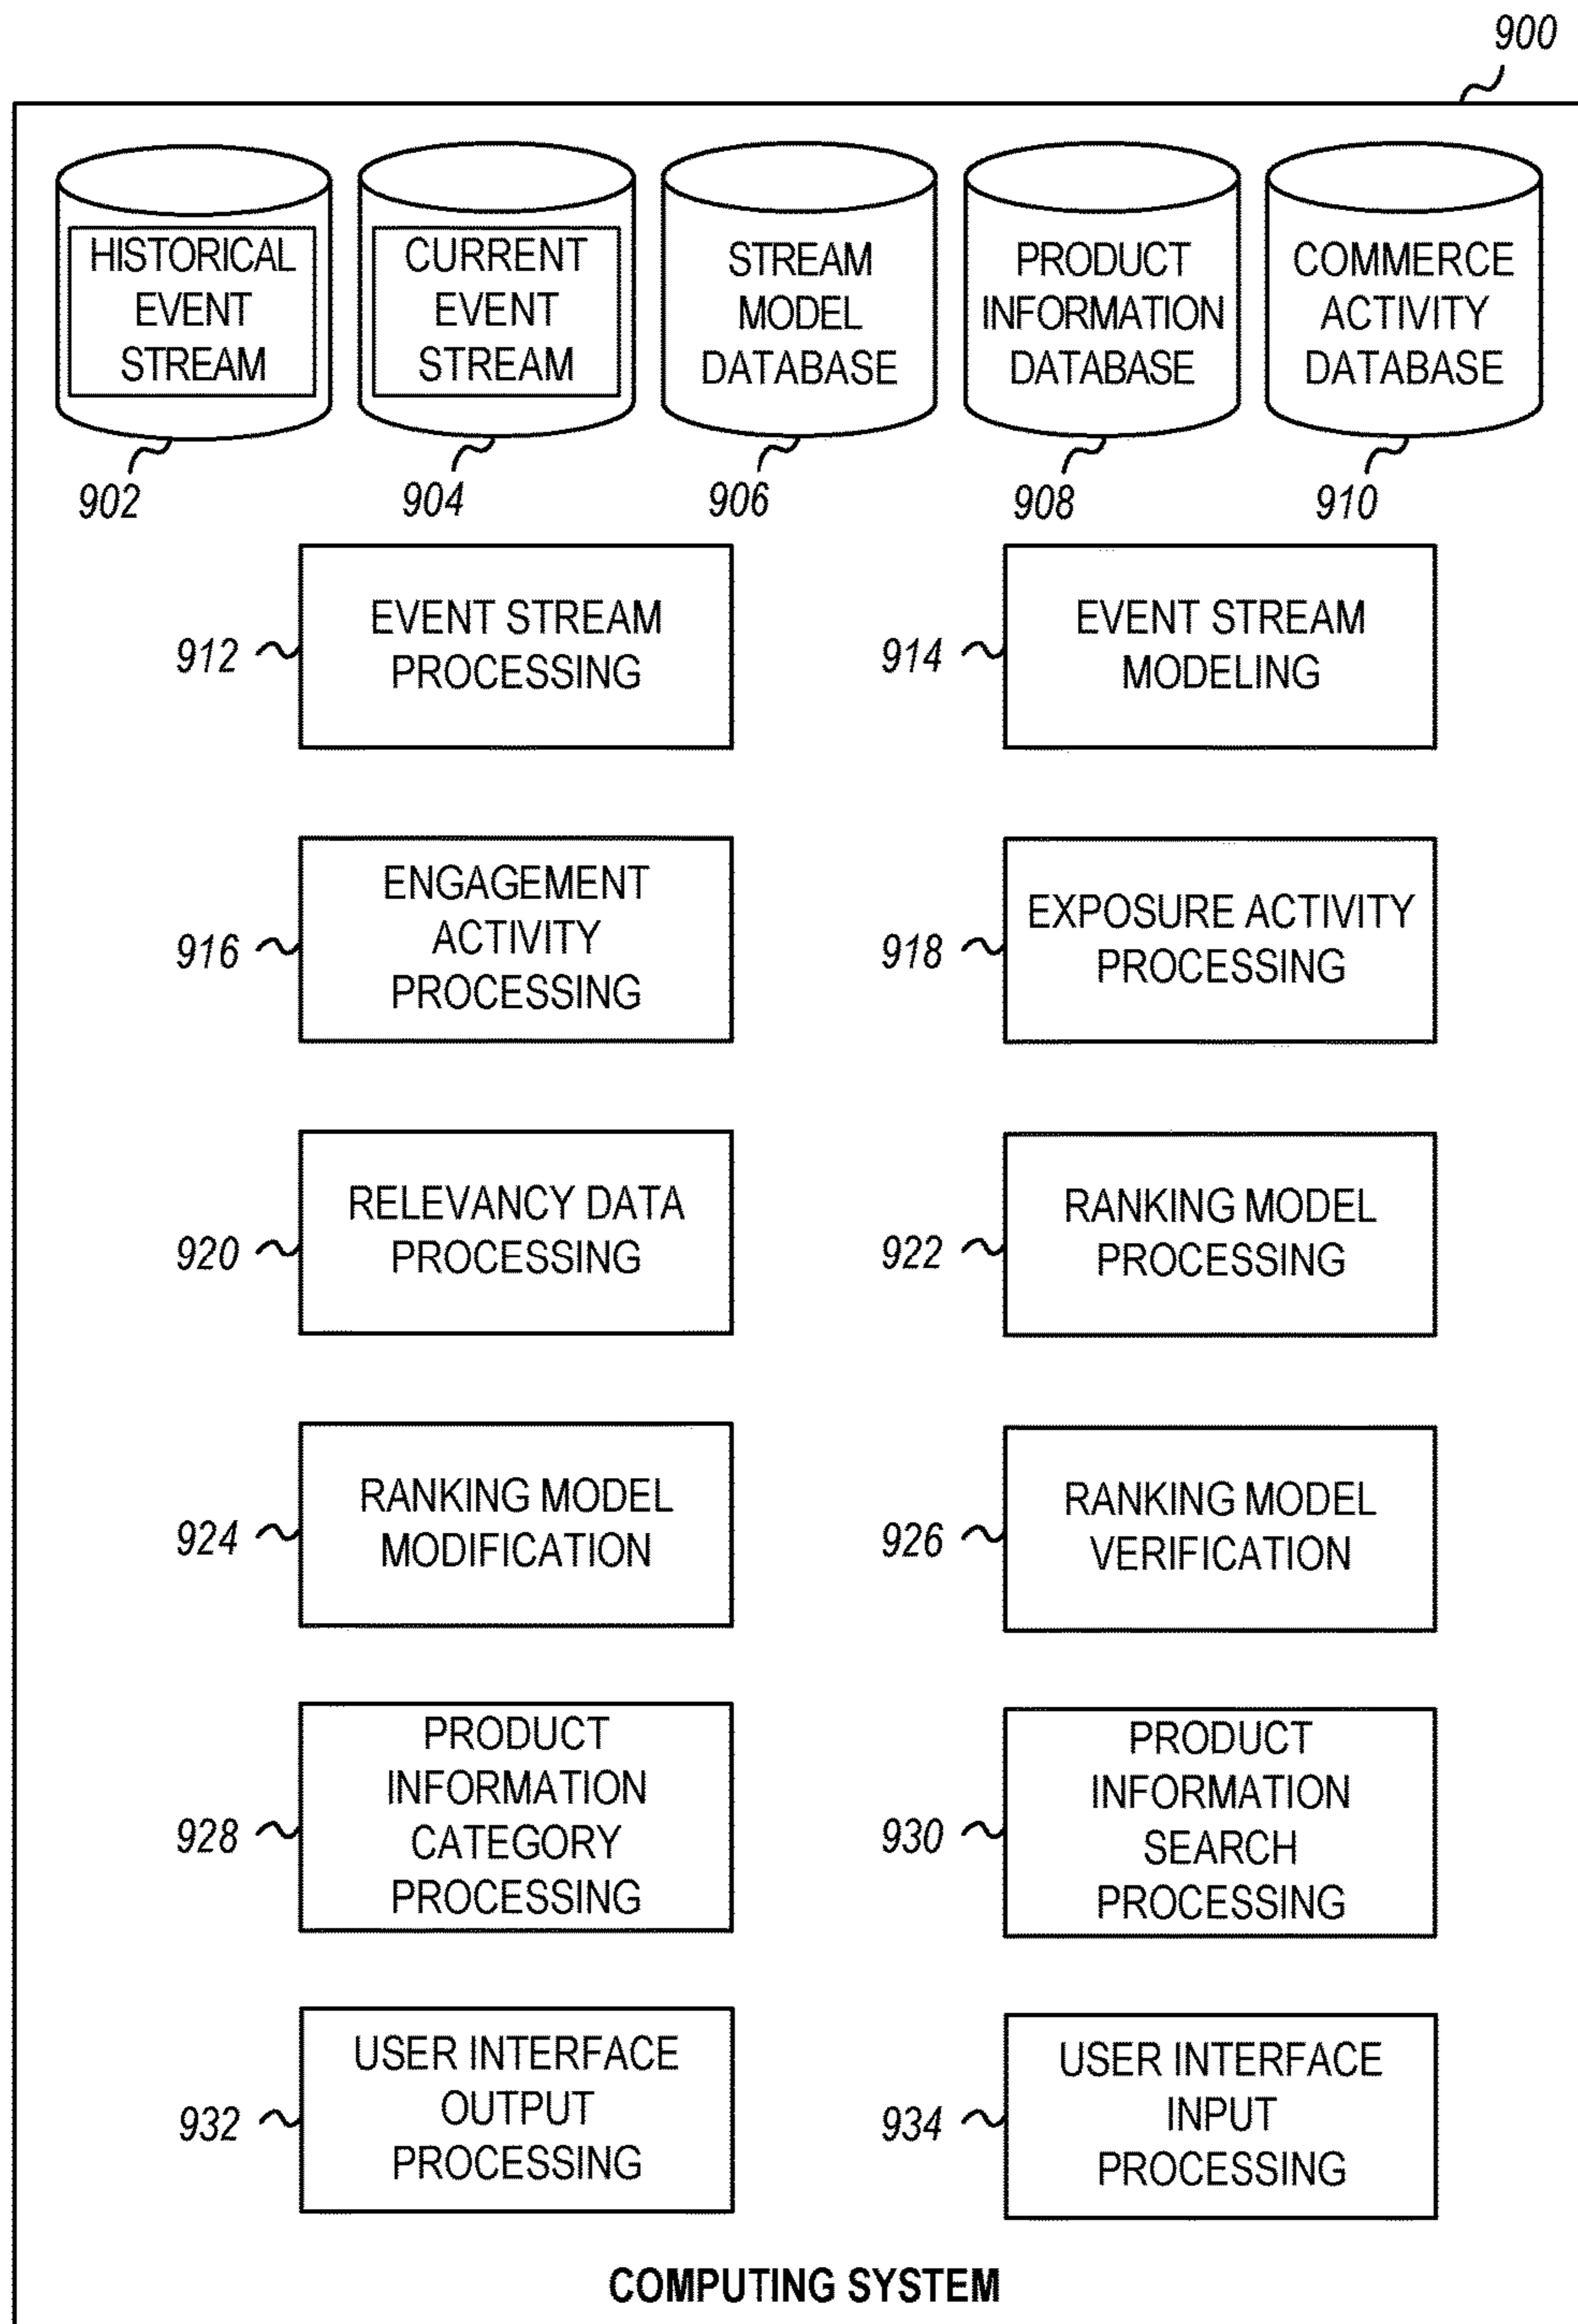 900
HISTORICAL
EVENT
STREAM
CURRENT
EVENT
STREAM
STREAM
MODEL
DATABASE
PRODUCT
INFORMATION
DATABASE
COMMERCE
ACTIVITY
DATABASE
902
904
906
908
910
912
EVENT STREAM
PROCESSING
914
EVENT STREAM
MODELING
916
ENGAGEMENT
ACTIVITY
PROCESSING
918
EXPOSURE ACTIVITY
PROCESSING
920
RELEVANCY DATA
PROCESSING
922
RANKING MODEL
PROCESSING
924
RANKING MODEL
MODIFICATION
926
RANKING MODEL
VERIFICATION
928
PRODUCT
INFORMATION
CATEGORY
PROCESSING
930
PRODUCT
INFORMATION
SEARCH
PROCESSING
932
USER INTERFACE
OUTPUT
PROCESSING
934
USER INTERFACE
INPUT
PROCESSING
COMPUTING SYSTEM